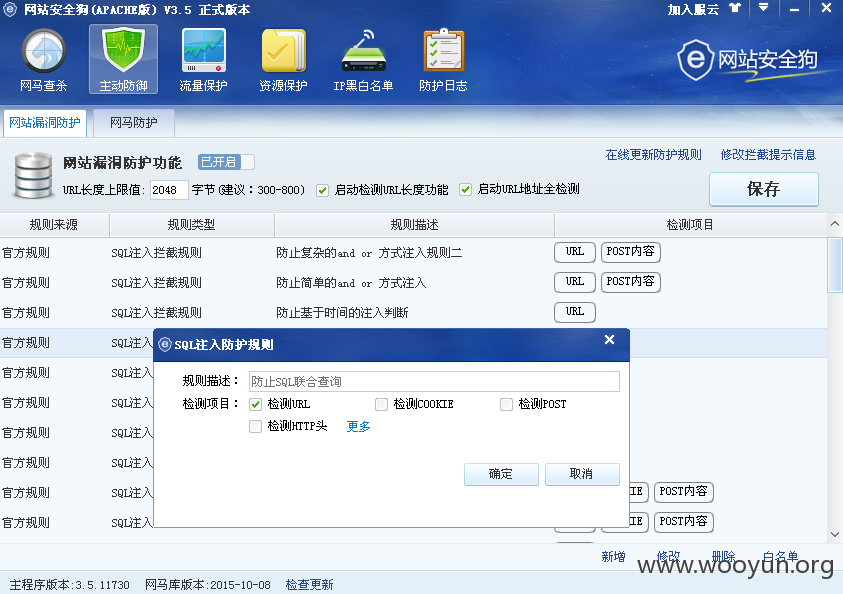 网站安全狗(APACHE版) V3.5 正式版本 加入服云
网马查杀 主动防御 流量保护 资源保护 IP黑白名单 防护日志 网站安全狗
网站漏洞防护 网马防护
网站漏洞防护功能 已开启 在线更新防护规则 修改拦截提示信息
URL长度上限值: 2048 字节(建议:300-800) 启动检测URL长度功能 启动URL地址全检测 保存
规则来源 规则类型 规则描述 检测项目
官方规则 SQL注入拦截规则 防止复杂的and or 方式注入规则二 URL POST内容
官方规则 SQL注入拦截规则 防止简单的and or 方式注入 URL POST内容
官方规则 SQL注入拦截规则 防止基于时间的注入判断 URL
官方规则 SQL注入
官方规则 SQL注入
官方规则 SQL注入
官方规则 SQL注入
官方规则 SQL注入
官方规则 SQL注入 IE POST内容
官方规则 SQL注入 IE POST内容
SQL注入防护规则
规则描述: 防止SQL联合查询
检测项目: 检测URL 检测COOKIE 检测POST
检测HTTP头 更多
确定 取消
新增 修改 删除 白名单
www.wooyun.org
主程序版本:3.5.11730 网马库版本:2015-10-08 检查更新